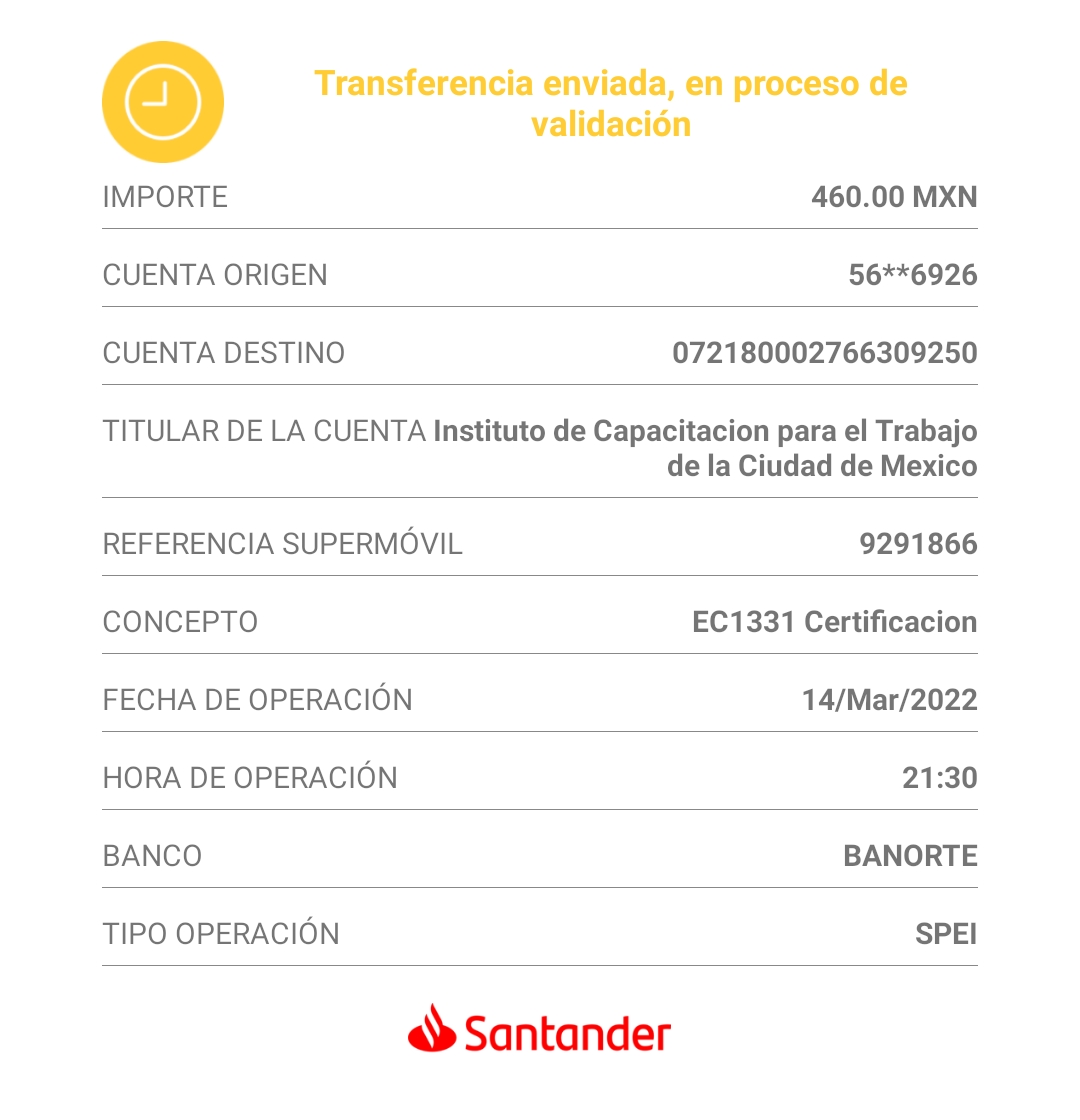 Transferencia enviada, en proceso de
validación
IMPORTE 460.00 MXN
CUENTA ORIGEN 56**6926
CUENTA DESTINO 072180002766309250
TITULAR DE LA CUENTA Instituto de Capacitacion para el Trabajo
de la Ciudad de Mexico
REFERENCIA SUPERMÓVIL 9291866
CONCEPTO EC1331 Certificacion
FECHA DE OPERACIÓN 14/Mar/2022
HORA DE OPERACIÓN 21:30
BANCO BANORTE
TIPO OPERACIÓN SPEI
Santander